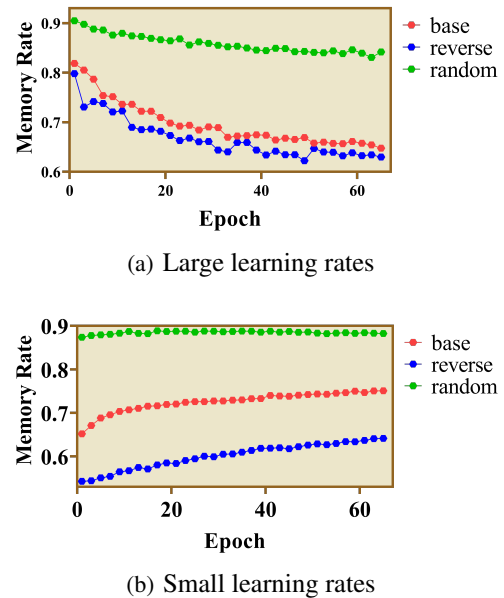 0.9
0.8
0.7
0.6
Memory Rate
0 20 40 60
Epoch
base
reverse
random
(a) Large learning rates
0.9
0.8
0.7
0.6
Memory Rate
0 20 40 60
Epoch
base
reverse
random
(b) Small learning rates